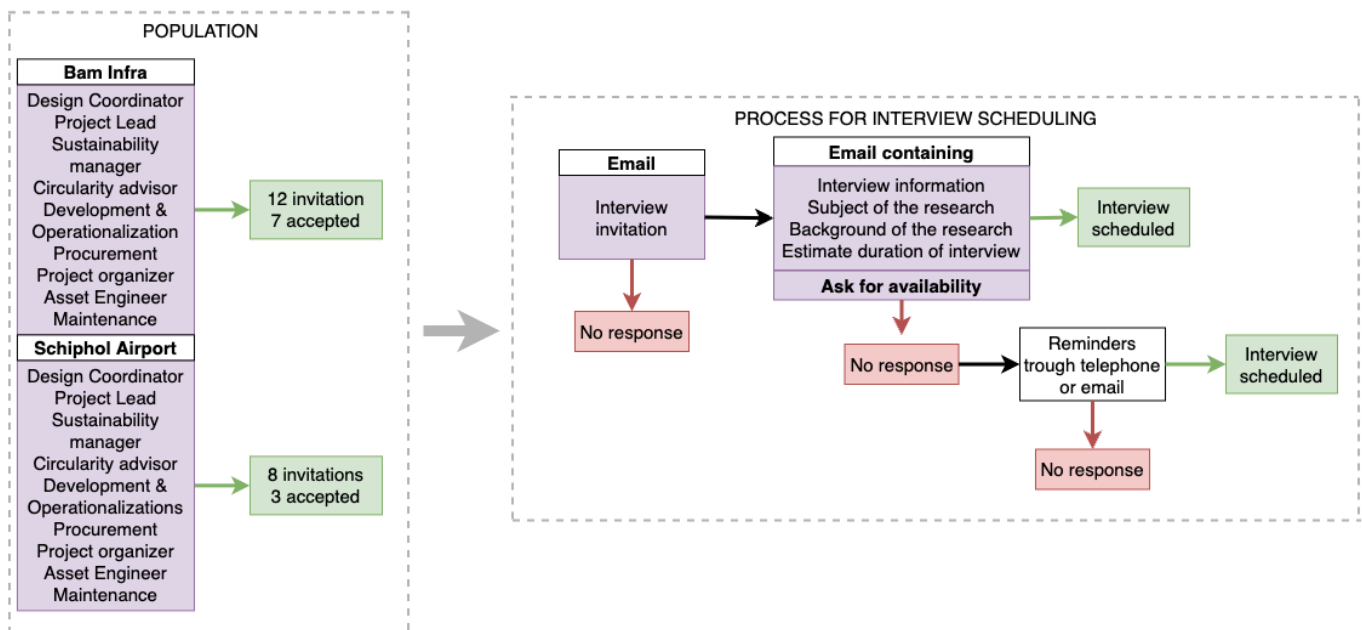 POPULATION
Bam Infra
Design Coordinator
Project Lead
Sustainability
manager
Circularity advisor
Development &
Operationalization
Procurement
Project organizer
Asset Engineer
Maintenance
12 invitation
7 accepted
Schiphol Airport
Design Coordinator
Project Lead
Sustainability
manager
Circularity advisor
Development &
Operationalizations
Procurement
Project organizer
Asset Engineer
Maintenance
8 invitations
3 accepted
PROCESS FOR INTERVIEW SCHEDULING
Email
Interview
invitation
No response
Email containing
Interview information
Subject of the research
Background of the research
Estimate duration of interview
Ask for availability
Interview
scheduled
No response
Reminders
trough telephone
or email
Interview
scheduled
No response